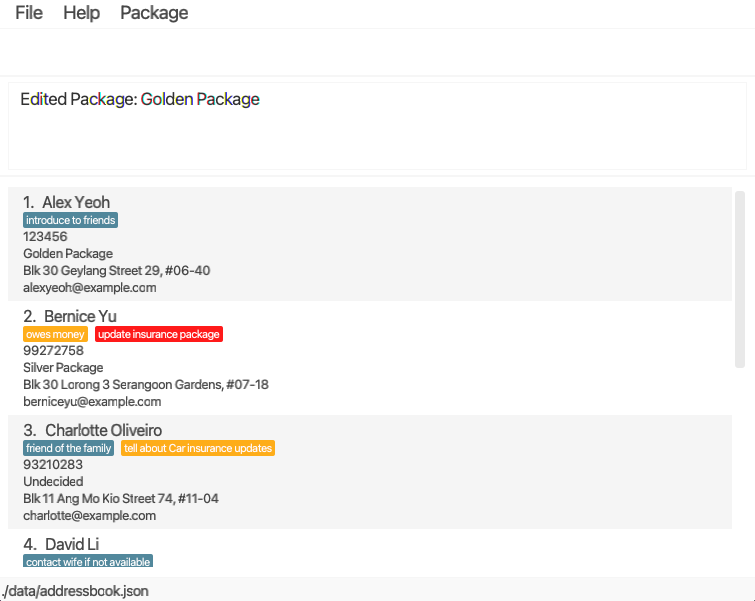 File Help Package
Edited Package: Golden Package
1. Alex Yeoh
introduce to friends
123456
Golden Package
Blk 30 Geylang Street 29, #06-40
alexyeoh@example.com
2. Bernice Yu
owes money update insurance package
99272758
Silver Package
Blk 30 Lorong 3 Serangoon Gardens, #07-18
berniceyu@example.com
3. Charlotte Oliveiro
friend of the family tell about Car insurance updates
93210283
Undecided
Blk 11 Ang Mo Kio Street 74, #11-04
charlotte@example.com
4. David Li
contact wife if not available
./data/addressbook.json